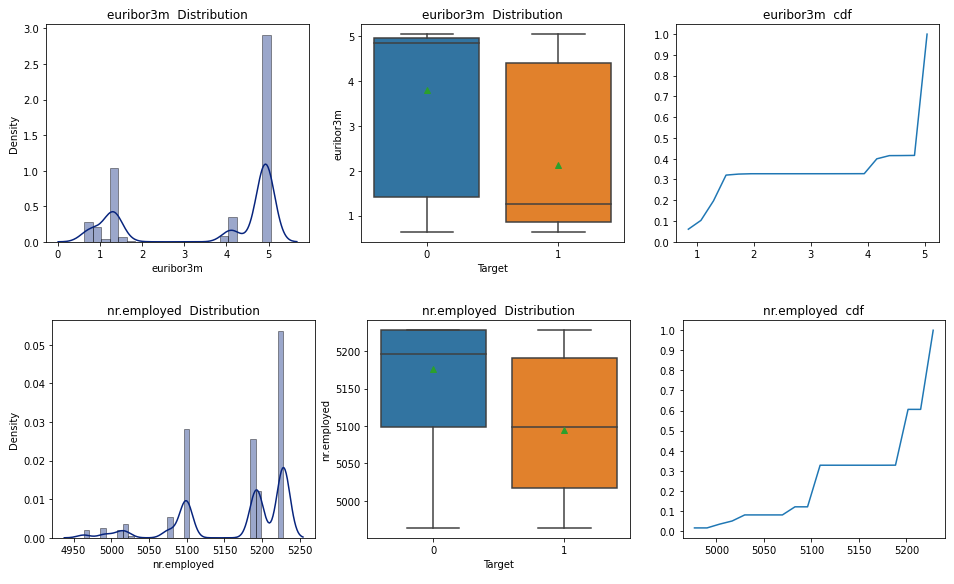 euribor3m  Distribution
3.0
2.5
2.0
1.5
1.0
0.5
0.0
Density
0 1 2 3 4 5
euribor3m
euribor3m  Distribution
5
4
3
2
1
euribor3m
0 1
Target
euribor3m  cdf
1.0
0.9
0.8
0.7
0.6
0.5
0.4
0.3
0.2
0.1
0.0
1 2 3 4 5
nr.employed  Distribution
0.05
0.04
0.03
0.02
0.01
0.00
Density
4950 5000 5050 5100 5150 5200 5250
nr.employed
nr.employed  Distribution
5200
5150
5100
5050
5000
nr.employed
0 1
Target
nr.employed  cdf
1.0
0.9
0.8
0.7
0.6
0.5
0.4
0.3
0.2
0.1
0.0
5000 5050 5100 5150 5200